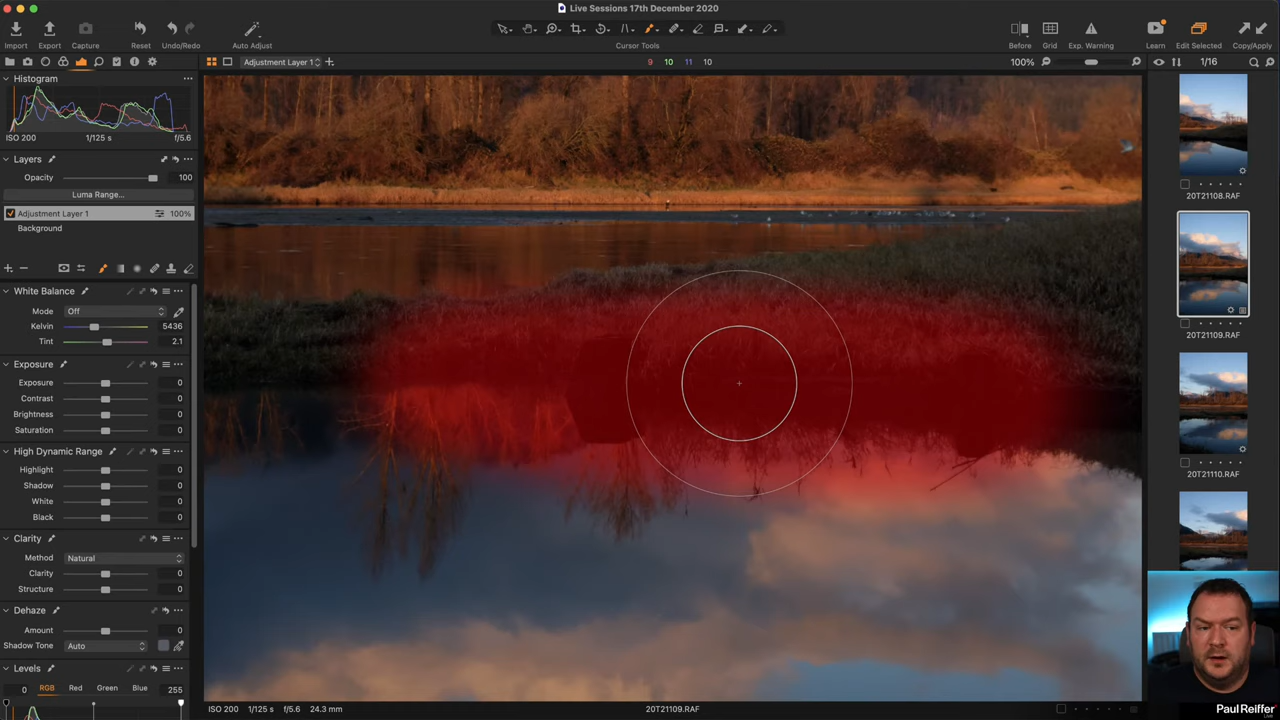 Live Sessions 17th December 2020
Import Export Capture Reset Undo/Redo Auto Adjust Cursor Tools Before Grid Exp. Warning Learn Edit Selected Copy/Apply
Adjustment Layer 1 9 10 11 10 100% 1/16
Histogram
ISO 200 1/125 s f/5.6
Layers
Opacity 100
Luma Range...
Adjustment Layer 1 100%
Background
White Balance
Mode Off
Kelvin 5436
Tint 2.1
Exposure
Exposure 0
Contrast 0
Brightness 0
Saturation 0
High Dynamic Range
Highlight 0
Shadow 0
White 0
Black 0
Clarity
Method Natural
Clarity 0
Structure 0
Dehaze
Amount 0
Shadow Tone Auto
Levels
0 RGB Red Green Blue 255
ISO 200 1/125 s f/5.6 24.3 mm 20T21109.RAF
20T21108.RAF
20T21109.RAF
20T21110.RAF
Paul Reiffer
Live